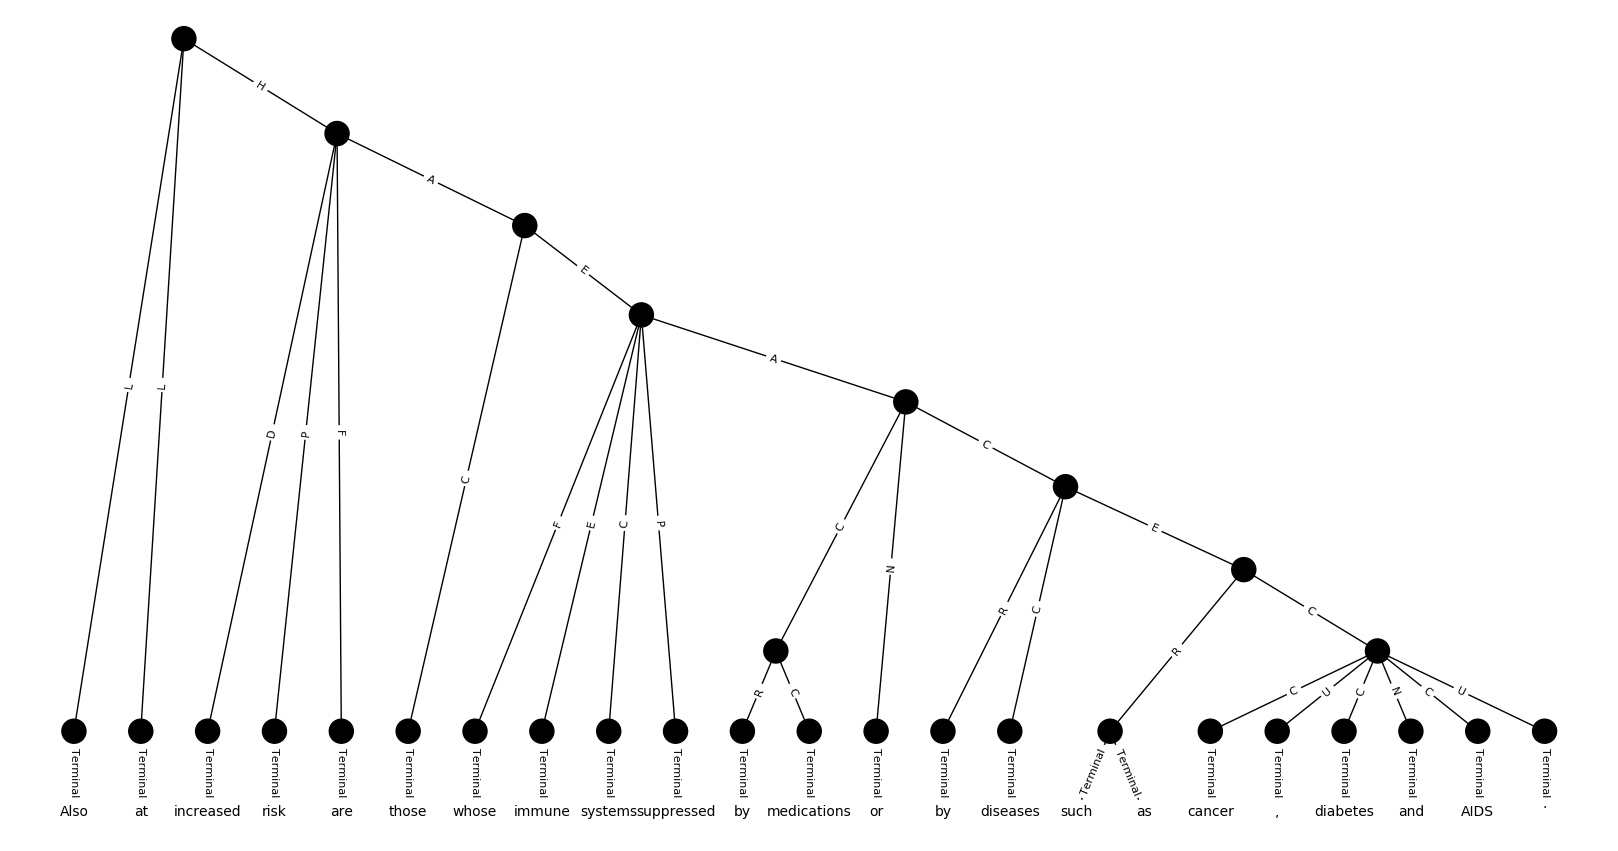 H
A
E
A
L L
D P F
C
C
E
C
F E C P
C
N
R C
E
C
R
R C
C U C N C U
Terminal Terminal Terminal Terminal Terminal Terminal Terminal Terminal Terminal Terminal Terminal Terminal Terminal Terminal Terminal Terminal Terminal Terminal Terminal Terminal Terminal Terminal Terminal
Also at increased risk are those whose immune systems suppressed by medications or by diseases such as cancer , diabetes and AIDS .